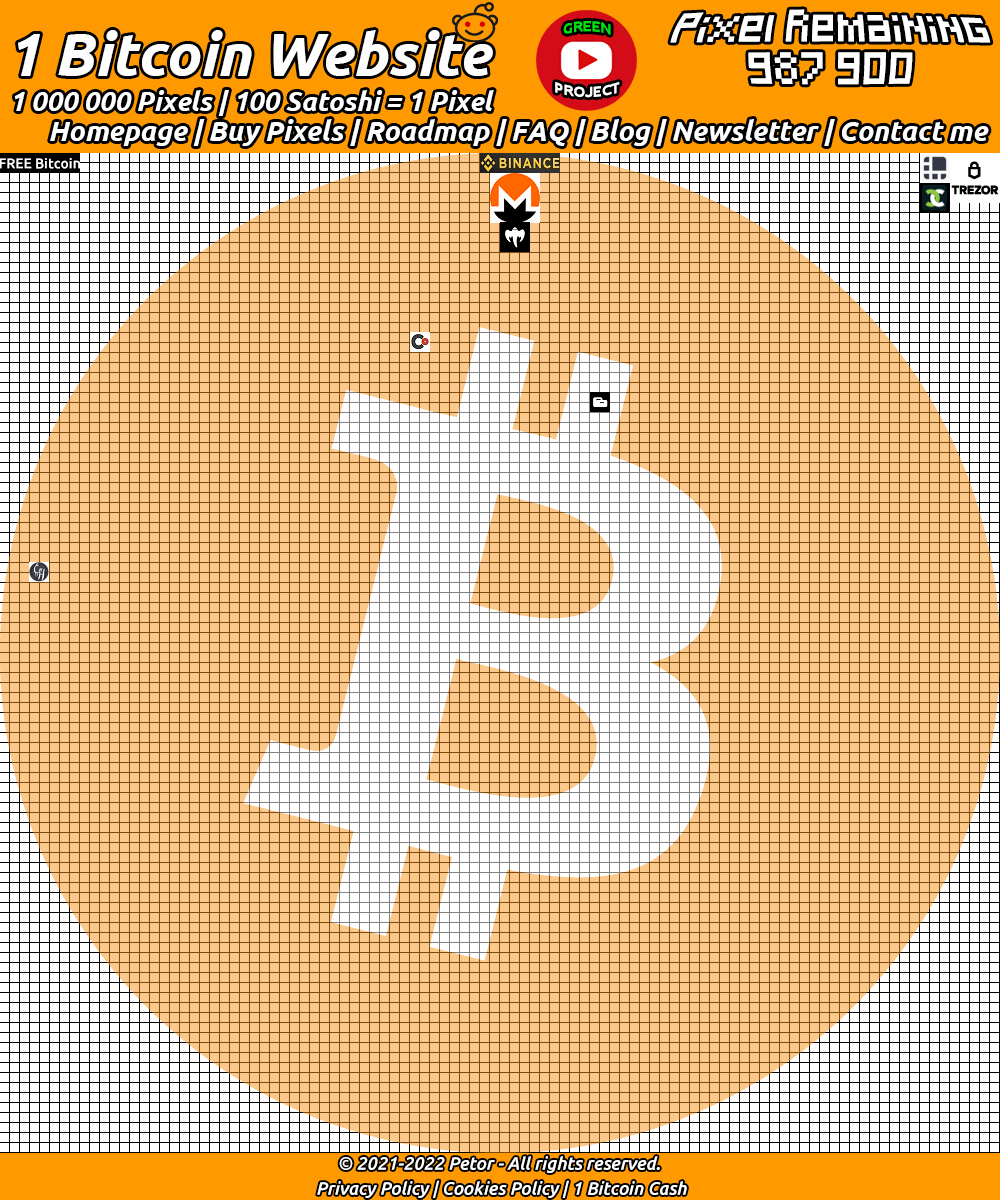 1 Bitcoin Website
1 000 000 Pixels | 100 Satoshi = 1 Pixel
GREEN
PROJECT
Pixel Remaining
987 900
Homepage | Buy Pixels | Roadmap | FAQ | Blog | Newsletter | Contact me
FREE Bitcoin
BINANCE
TREZOR
© 2021-2022 Petor - All rights reserved.
Privacy Policy | Cookies Policy | 1 Bitcoin Cash